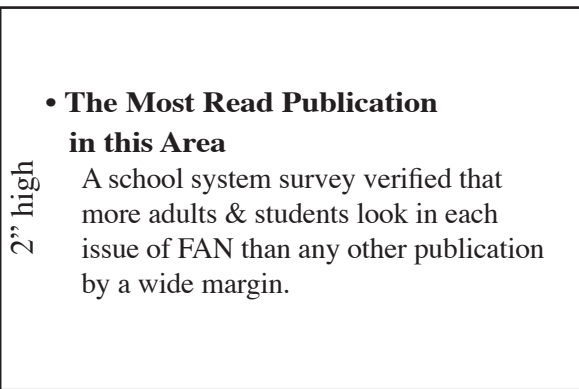 • The Most Read Publication
in this Area
A school system survey verified that
more adults & students look in each
issue of FAN than any other publication
by a wide margin.
2” high